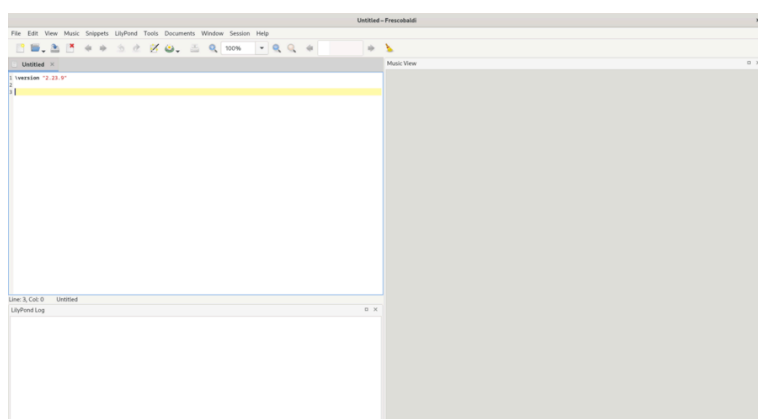 Untitled – Frescobaldi
File Edit View Music Snippets LilyPond Tools Documents Window Session Help
100%
Untitled
Music View
1 \version "2.23.9"
2
3
Line: 3, Col: 0 Untitled
LilyPond Log